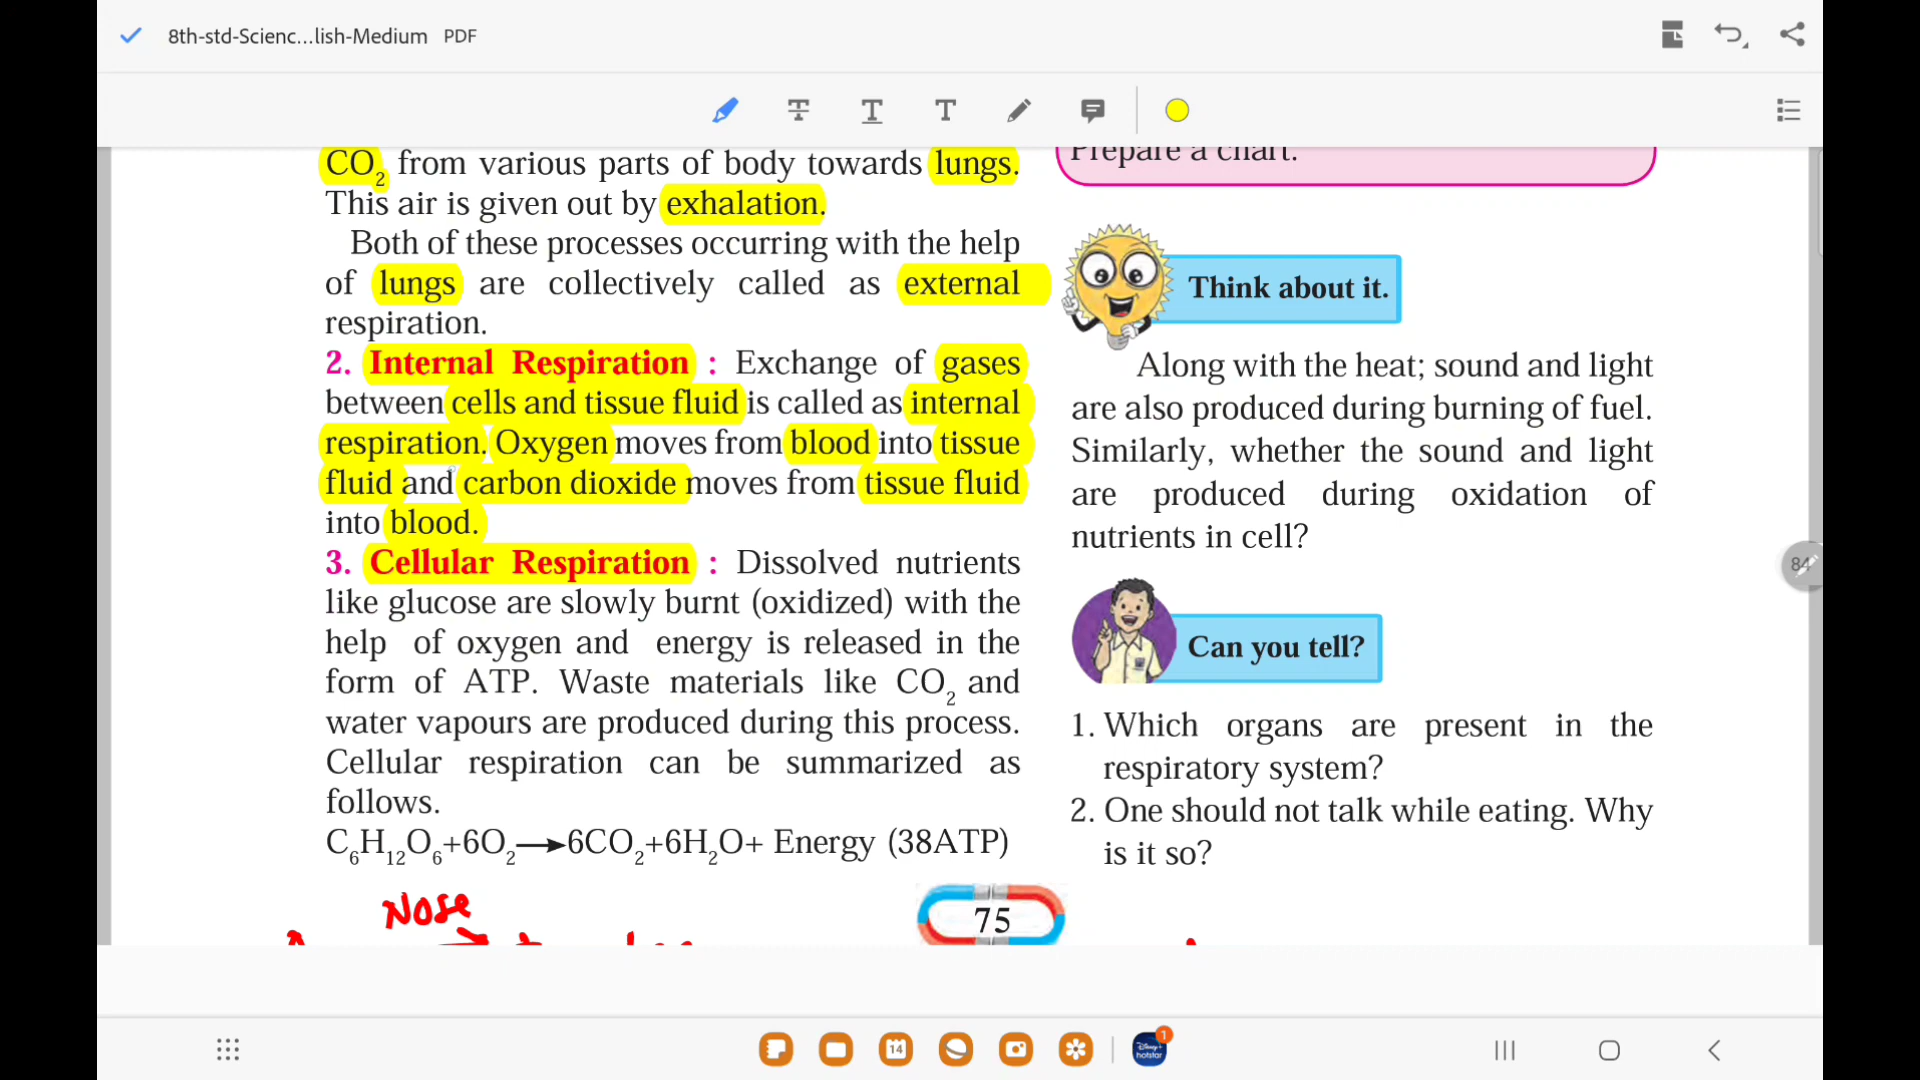 8th-std-Scienc...lish-Medium PDF
CO2 from various parts of body towards lungs.
This air is given out by exhalation.
Both of these processes occurring with the help
of lungs are collectively called as external
respiration.
2. Internal Respiration : Exchange of gases
between cells and tissue fluid is called as internal
respiration. Oxygen moves from blood into tissue
fluid and carbon dioxide moves from tissue fluid
into blood.
3. Cellular Respiration : Dissolved nutrients
like glucose are slowly burnt (oxidized) with the
help of oxygen and energy is released in the
form of ATP. Waste materials like CO2 and
water vapours are produced during this process.
Cellular respiration can be summarized as
follows.
C6H12O6+6O2⟶6CO2+6H2O+ Energy (38ATP)
Nose
75
Prepare a chart.
Think about it.
Along with the heat; sound and light
are also produced during burning of fuel.
Similarly, whether the sound and light
are produced during oxidation of
nutrients in cell?
Can you tell?
1. Which organs are present in the
respiratory system?
2. One should not talk while eating. Why
is it so?
84
14
Disney+
hotstar
1